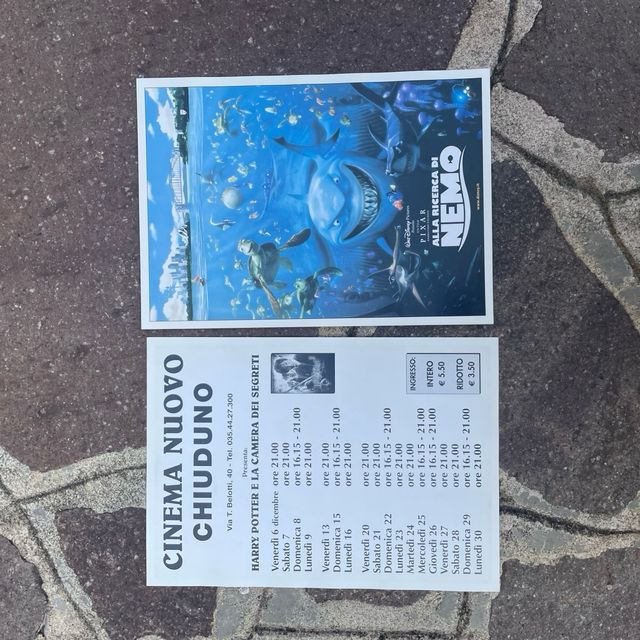 WALT DISNEY Pictures
PIXAR
ALLA RICERCA DI
NEMO
CINEMA NUOVO
CHIUDUNO
Via T. Belotti, 40 - Tel. 035.44.27.300
Presenta:
HARRY POTTER E LA CAMERA DEI SEGRETI
Venerdì 6 dicembre ore 21.00
Sabato 7 ore 21.00
Domenica 8 ore 16.15 - 21.00
Lunedì 9 ore 21.00
Venerdì 13 ore 21.00
Domenica 15 ore 16.15 - 21.00
Lunedì 16 ore 21.00
Venerdì 20 ore 21.00
Sabato 21 ore 21.00
Domenica 22 ore 16.15 - 21.00
Lunedì 23 ore 21.00
Martedì 24 ore 21.00
Mercoledì 25 ore 16.15 - 21.00
Giovedì 26 ore 16.15 - 21.00
Venerdì 27 ore 21.00
Sabato 28 ore 21.00
Domenica 29 ore 16.15 - 21.00
Lunedì 30 ore 21.00
INGRESSO:
INTERO
€ 5.50
RIDOTTO
€ 3.50